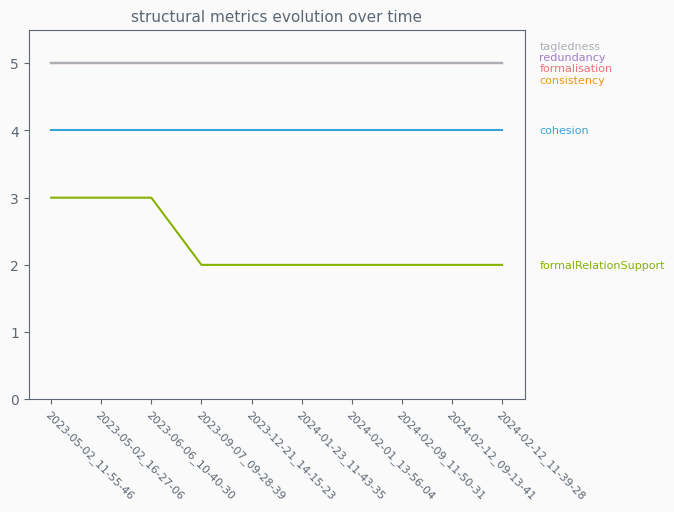 structural metrics evolution over time
5
4
3
2
1
0
tagledness
redundancy
formalisation
consistency
cohesion
formalRelationSupport
2023-05-02_11-55-46
2023-05-02_16-27-06
2023-06-06_10-40-30
2023-09-07_09-28-39
2023-12-21_14-15-23
2024-01-23_11-43-35
2024-02-01_13-56-04
2024-02-09_11-50-31
2024-02-12_09-13-41
2024-02-12_11-39-28